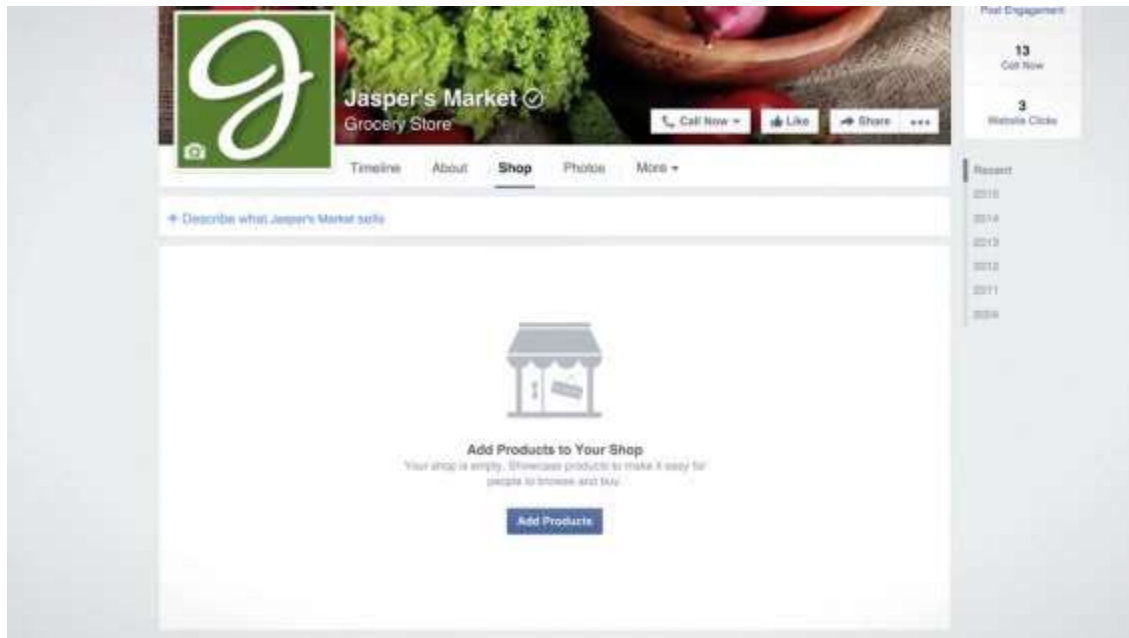 Post Engagement
13
Call Now
3
Website Clicks
Jasper's Market
Grocery Store
Call Now
Like
Share
Timeline
About
Shop
Photos
More
Recent
2015
2014
2013
2012
2011
+ Describe what Jasper's Market sells
Add Products to Your Shop
Your shop is empty. Showcase products to make it easy for
people to browse and buy.
Add Products